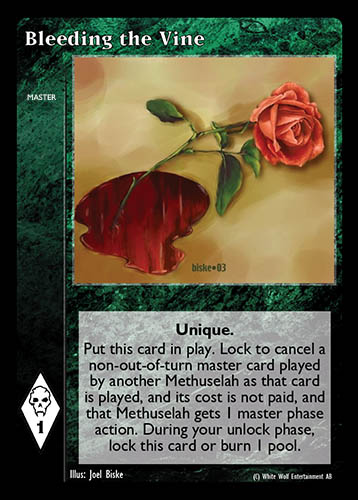 Bleeding the Vine
MASTER
biske•03
Unique.
Put this card in play. Lock to cancel a
non-out-of-turn master card played
by another Methuselah as that card
is played, and its cost is not paid, and
that Methuselah gets 1 master phase
action. During your unlock phase,
lock this card or burn 1 pool.
1
Illus: Joel Biske
(C) White Wolf Entertainment AB